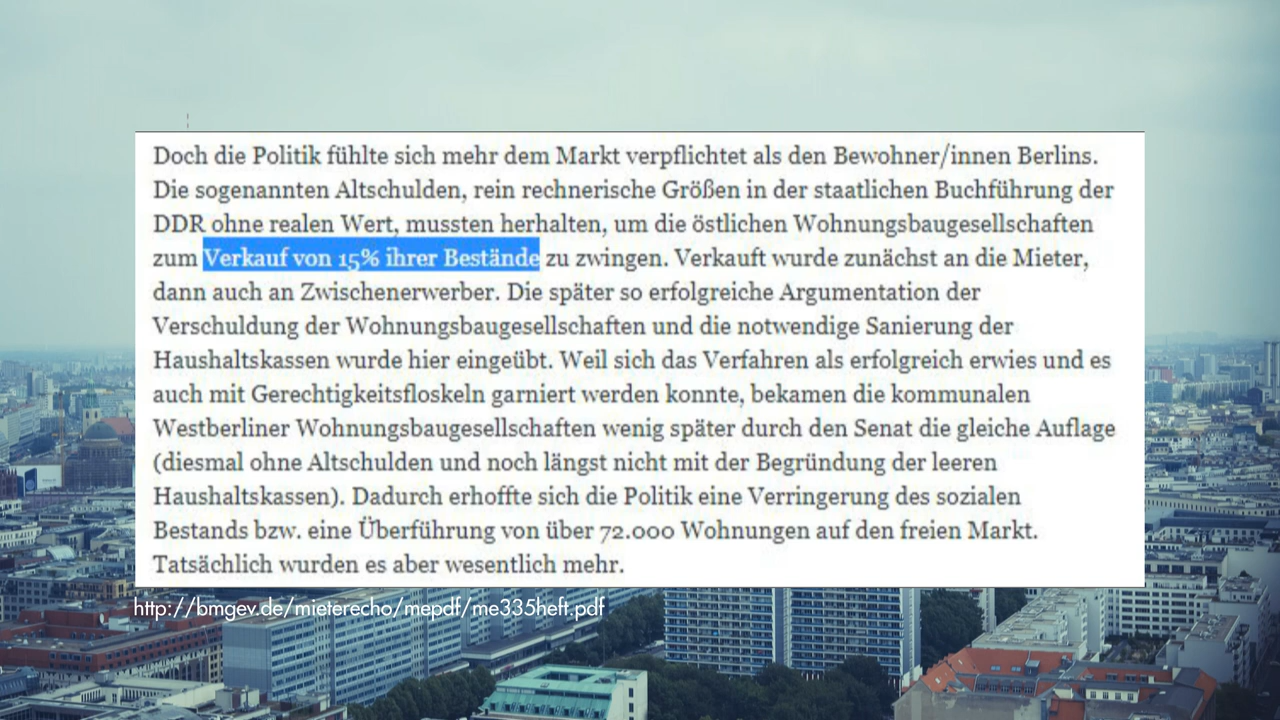 Doch die Politik fühlte sich mehr dem Markt verpflichtet als den Bewohner/innen Berlins.
Die sogenannten Altschulden, rein rechnerische Größen in der staatlichen Buchführung der
DDR ohne realen Wert, mussten herhalten, um die östlichen Wohnungsbaugesellschaften
zum Verkauf von 15% ihrer Bestände zu zwingen. Verkauft wurde zunächst an die Mieter,
dann auch an Zwischenerwerber. Die später so erfolgreiche Argumentation der
Verschuldung der Wohnungsbaugesellschaften und die notwendige Sanierung der
Haushaltskassen wurde hier eingeübt. Weil sich das Verfahren als erfolgreich erwies und es
auch mit Gerechtigkeitsfloskeln garniert werden konnte, bekamen die kommunalen
Westberliner Wohnungsbaugesellschaften wenig später durch den Senat die gleiche Auflage
(diesmal ohne Altschulden und noch längst nicht mit der Begründung der leeren
Haushaltskassen). Dadurch erhoffte sich die Politik eine Verringerung des sozialen
Bestands bzw. eine Überführung von über 72.000 Wohnungen auf den freien Markt.
Tatsächlich wurden es aber wesentlich mehr.
http://bmgev.de/mieterecho/mepdf/me335heft.pdf